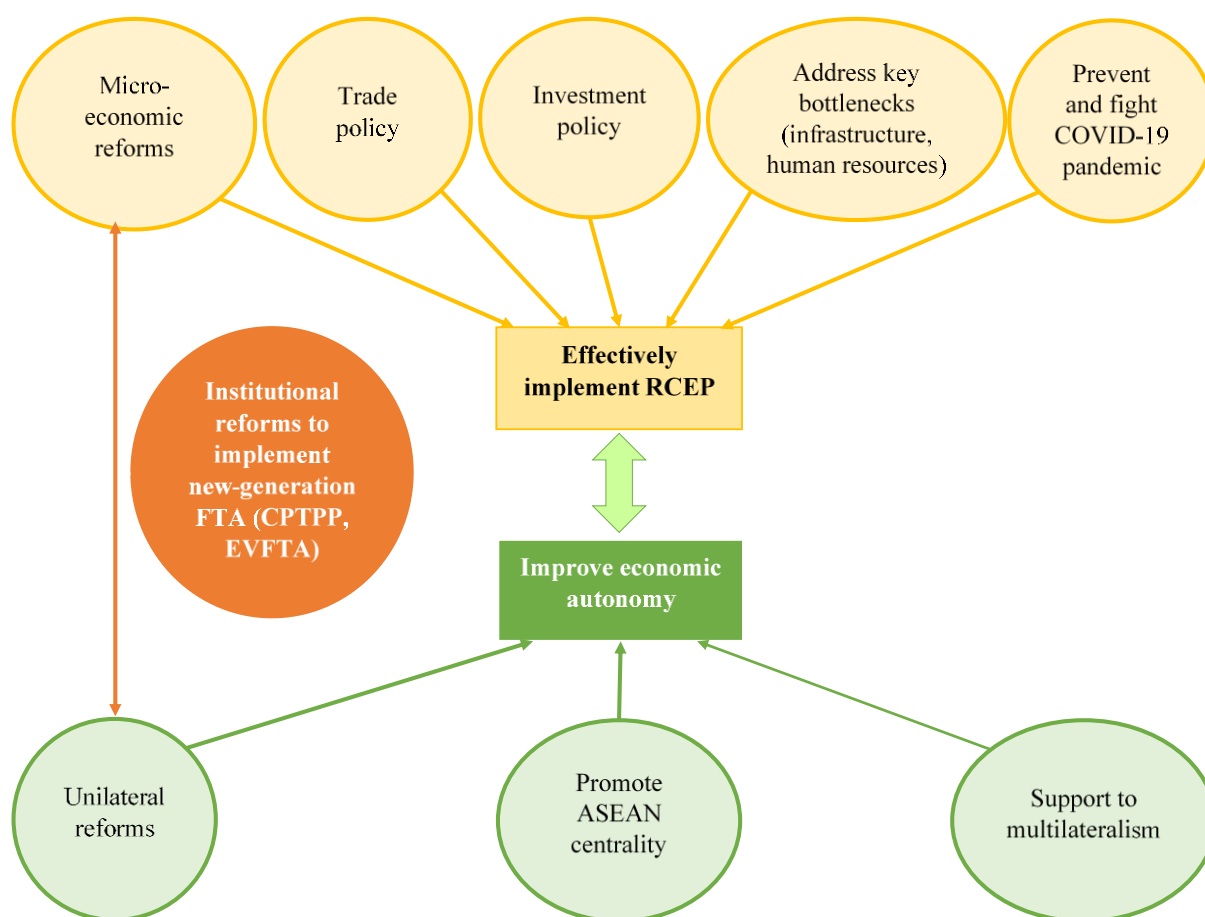 Micro-
economic
reforms
Trade
policy
Investment
policy
Address key
bottlenecks
(infrastructure,
human resources)
Prevent
and fight
COVID-19
pandemic
Effectively
implement RCEP
Institutional
reforms to
implement
new-generation
FTA (CPTPP,
EVFTA)
Improve economic
autonomy
Unilateral
reforms
Promote
ASEAN
centrality
Support to
multilateralism